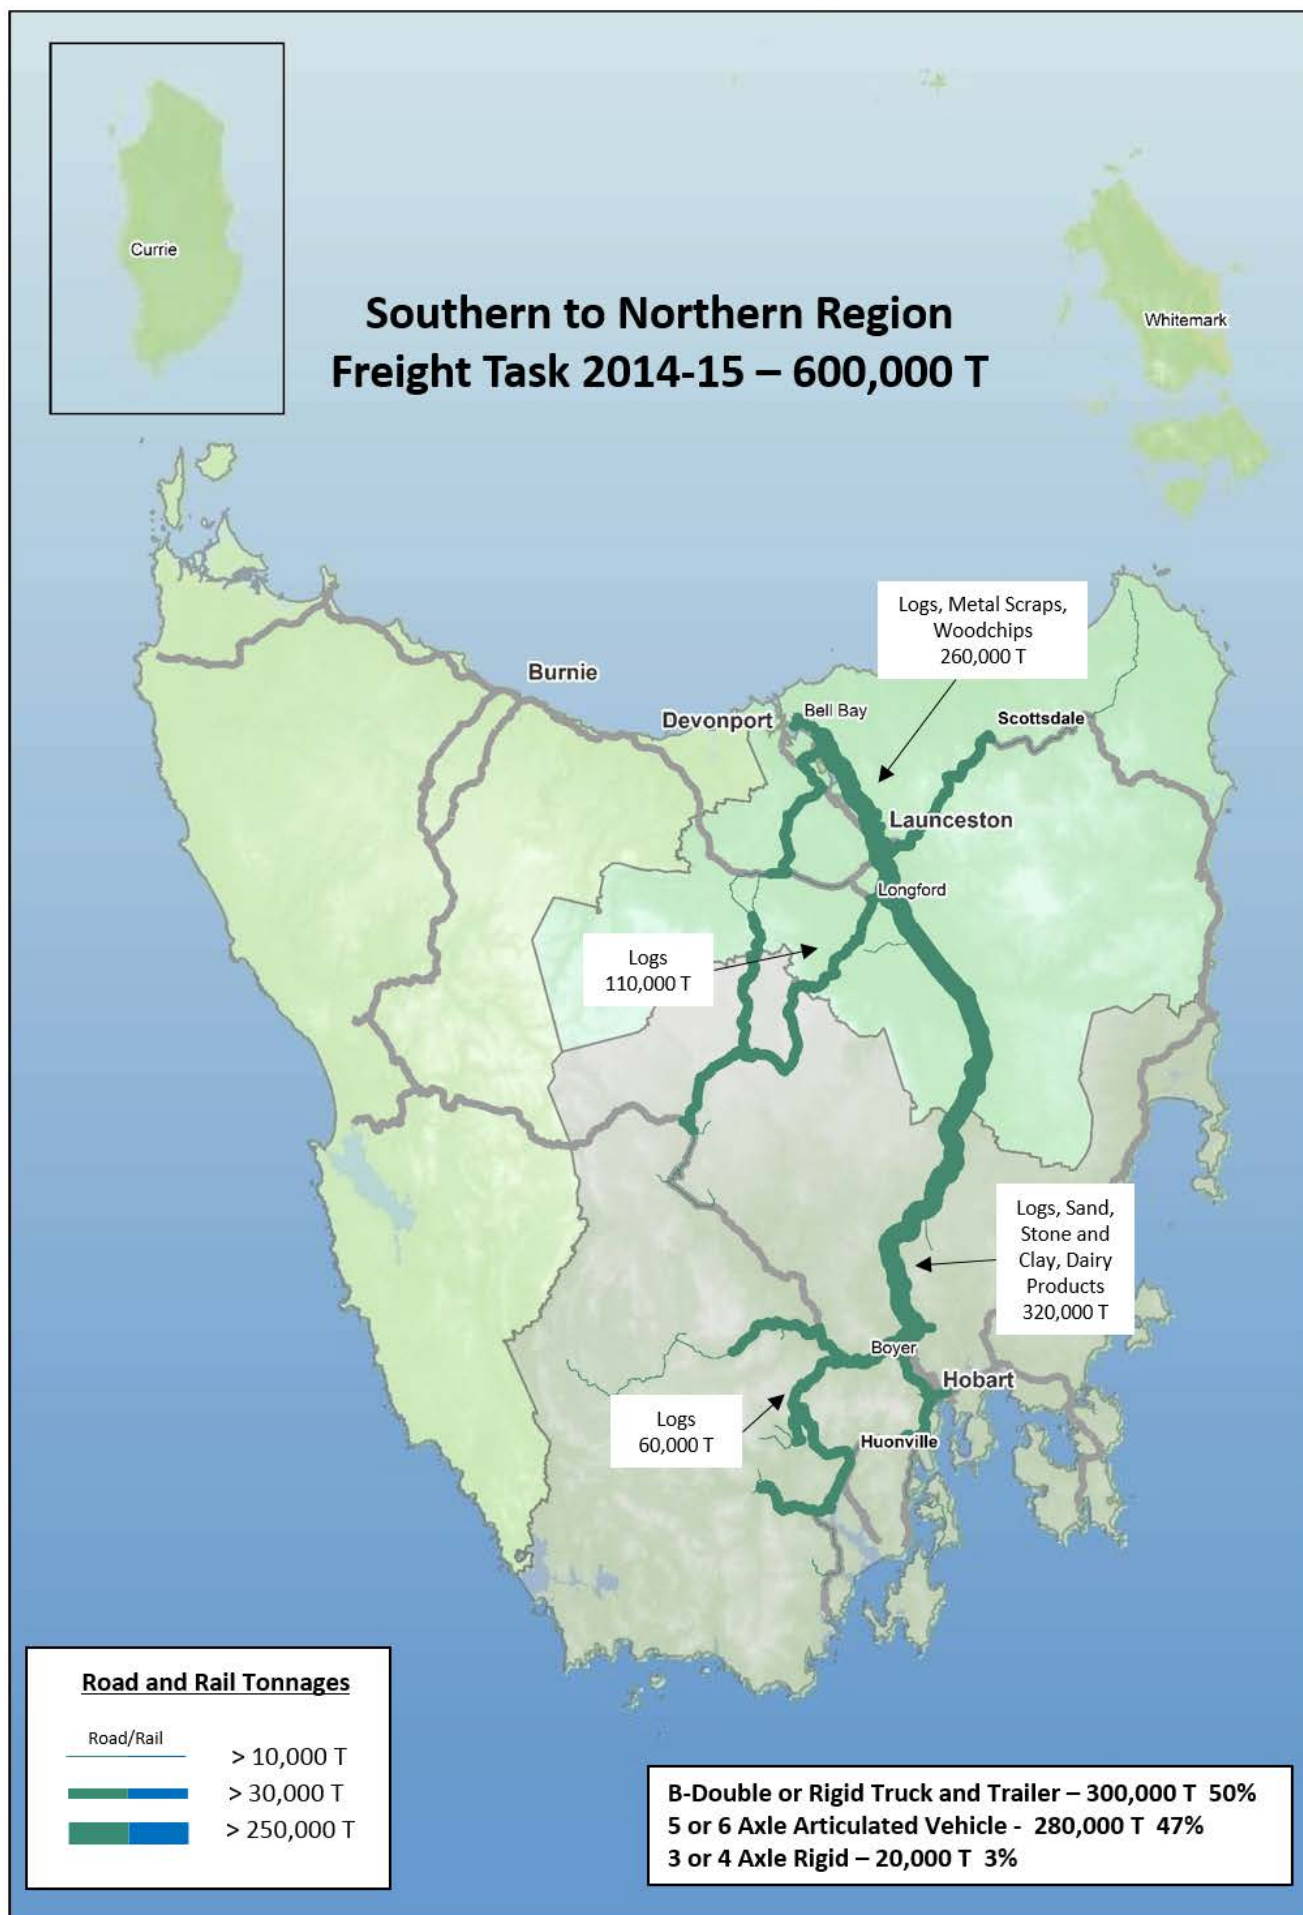 Currie
Whitemark
Southern to Northern Region
Freight Task 2014-15 – 600,000 T
Logs, Metal Scraps,
Woodchips
260,000 T
Burnie
Devonport
Bell Bay
Scottsdale
Launceston
Longford
Logs
110,000 T
Logs, Sand,
Stone and
Clay, Dairy
Products
320,000 T
Boyer
Hobart
Logs
60,000 T
Huonville
Road and Rail Tonnages
Road/Rail
> 10,000 T
> 30,000 T
> 250,000 T
B-Double or Rigid Truck and Trailer – 300,000 T 50%
5 or 6 Axle Articulated Vehicle - 280,000 T 47%
3 or 4 Axle Rigid – 20,000 T 3%